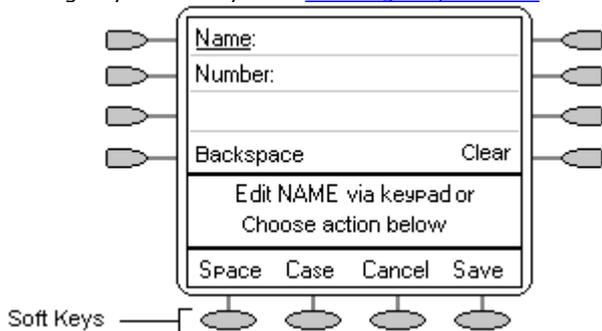 Name:
Number:
Backspace Clear
Edit NAME via keypad or
Choose action below
Space Case Cancel Save
Soft Keys